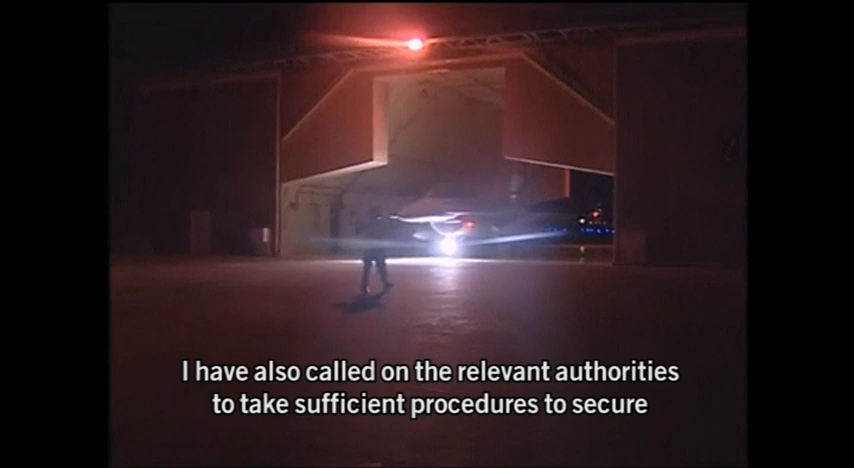 I have also called on the relevant authorities
to take sufficient procedures to secure